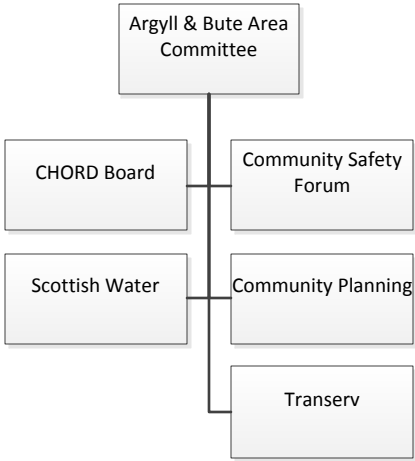 Argyll & Bute Area
Committee
CHORD Board
Community Safety
Forum
Scottish Water
Community Planning
Transerv